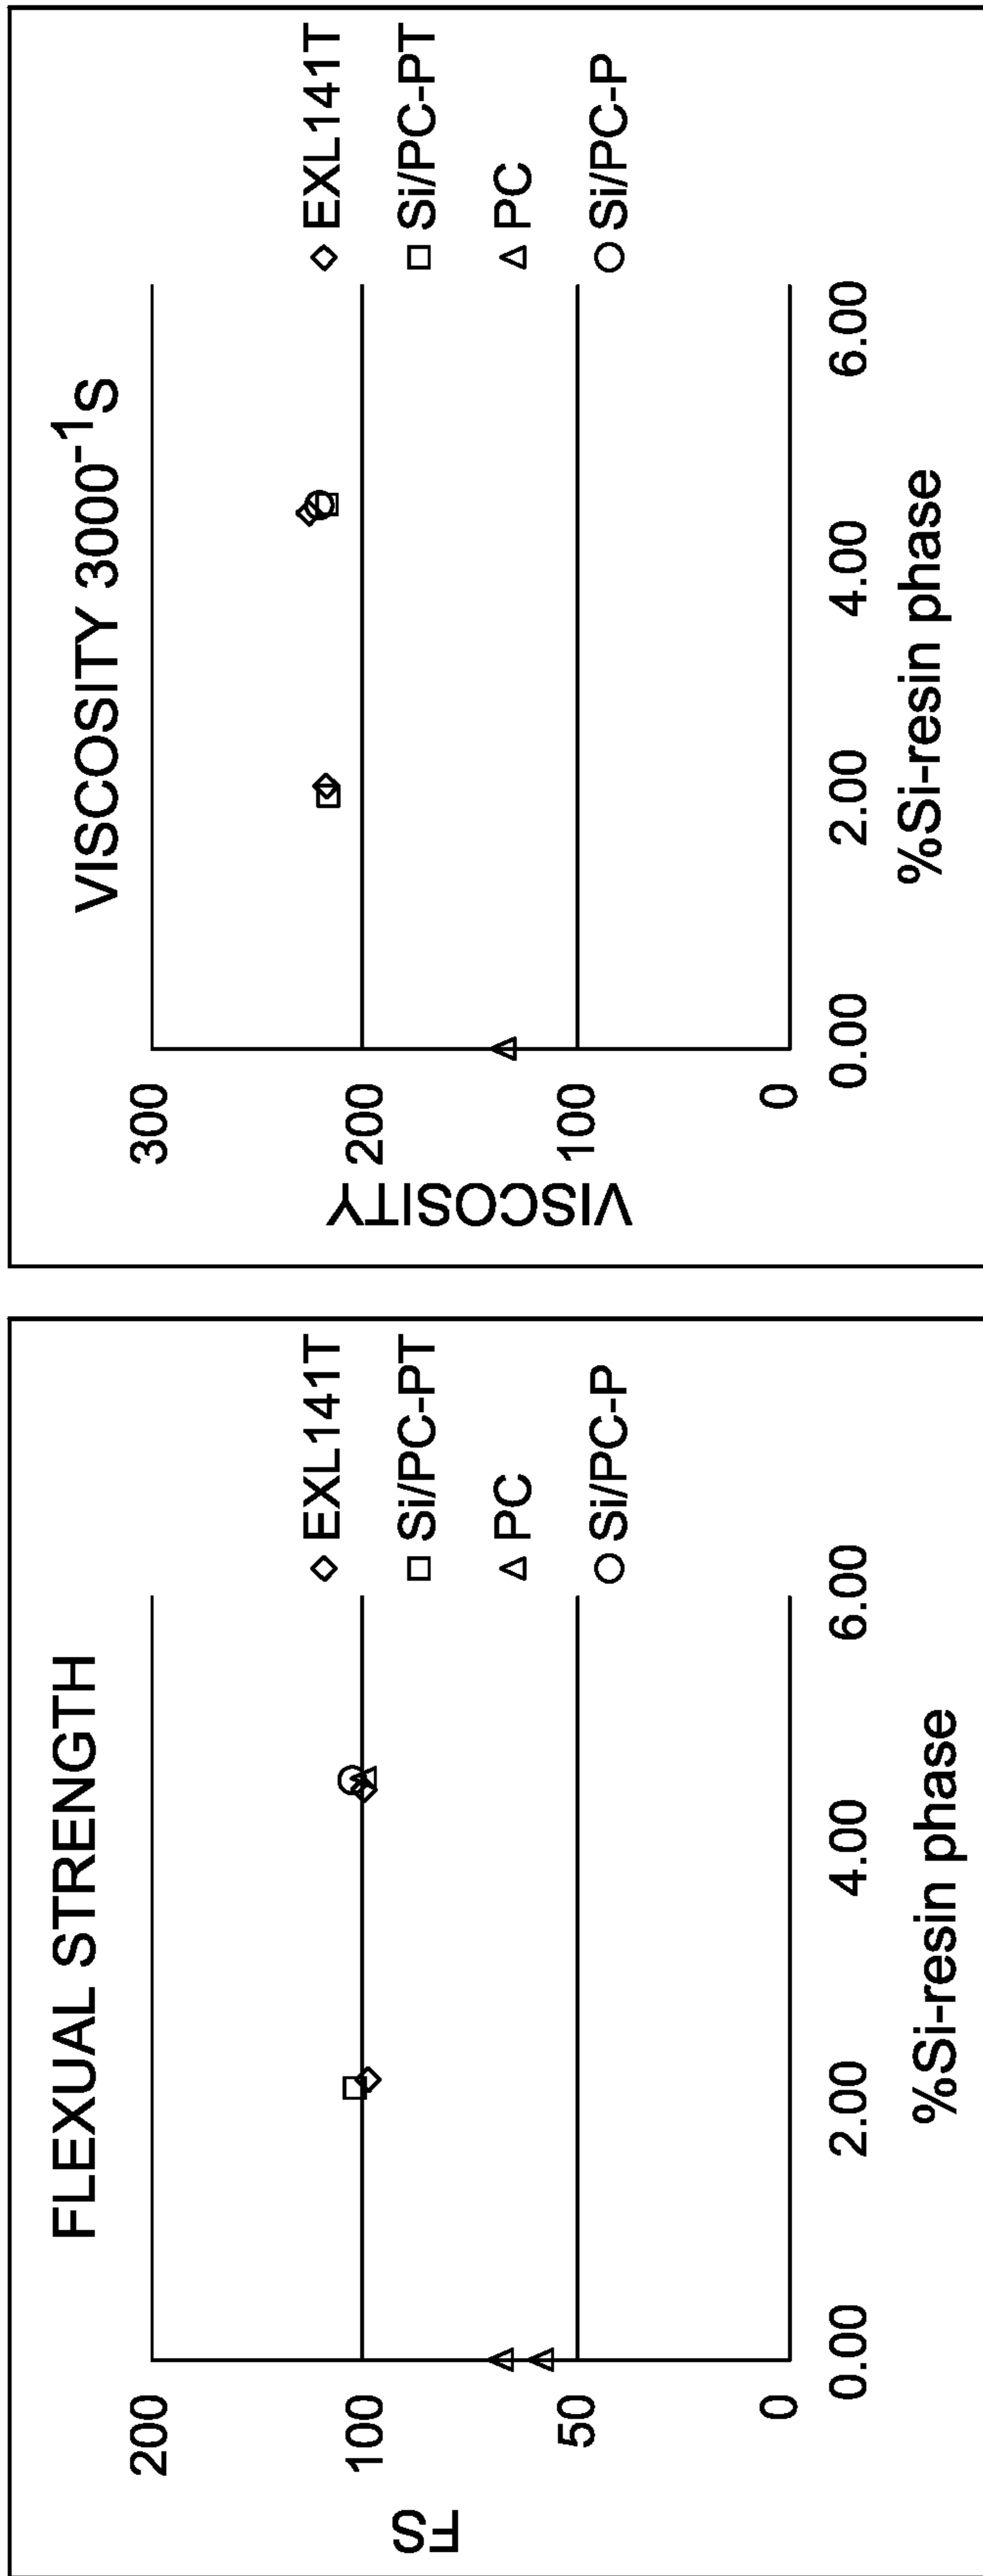 FLEXUAL STRENGTH
200
100
50
0
FS
0.00
2.00
4.00
6.00
%Si-resin phase
EXL141T
Si/PC-PT
PC
Si/PC-P
VISCOSITY 3000⁻¹S
300
200
100
0
VISCOSITY
0.00
2.00
4.00
6.00
%Si-resin phase
EXL141T
Si/PC-PT
PC
Si/PC-P